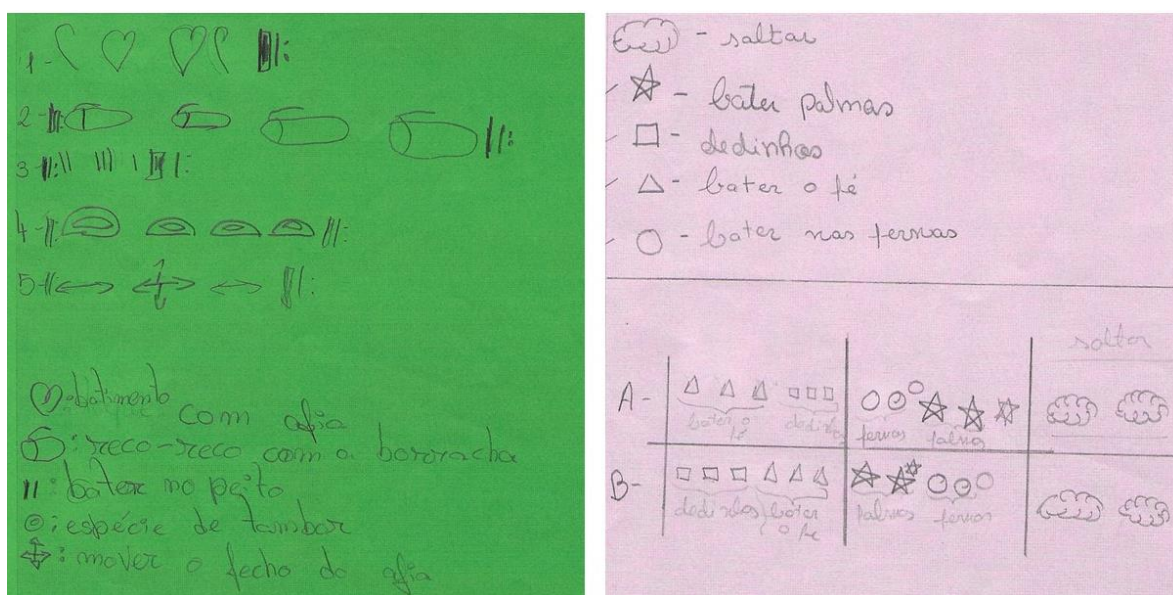 1-
2-
3-
4-
5-
batimento com afia
: reco-reco com a borracha
: bater no peito
: espécie de tambor
: mover o fecho do afia
- saltar
- bater palmas
- dedinhos
- bater o pé
- bater nas pernas
saltar
A-
bater o pé dedinhos pernas palmas
B-
dedinhos bater o pé palmas pernas